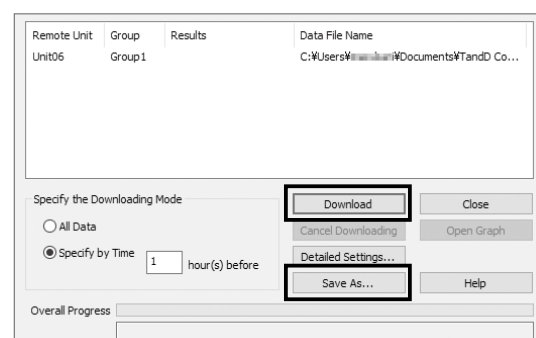 Remote Unit Group Results Data File Name
Unit06 Group1 C:¥Users¥ ¥Documents¥TandD Co...
Specify the Downloading Mode
Download Close
All Data
Cancel Downloading Open Graph
Specify by Time 1 hour(s) before
Detailed Settings...
Save As... Help
Overall Progress